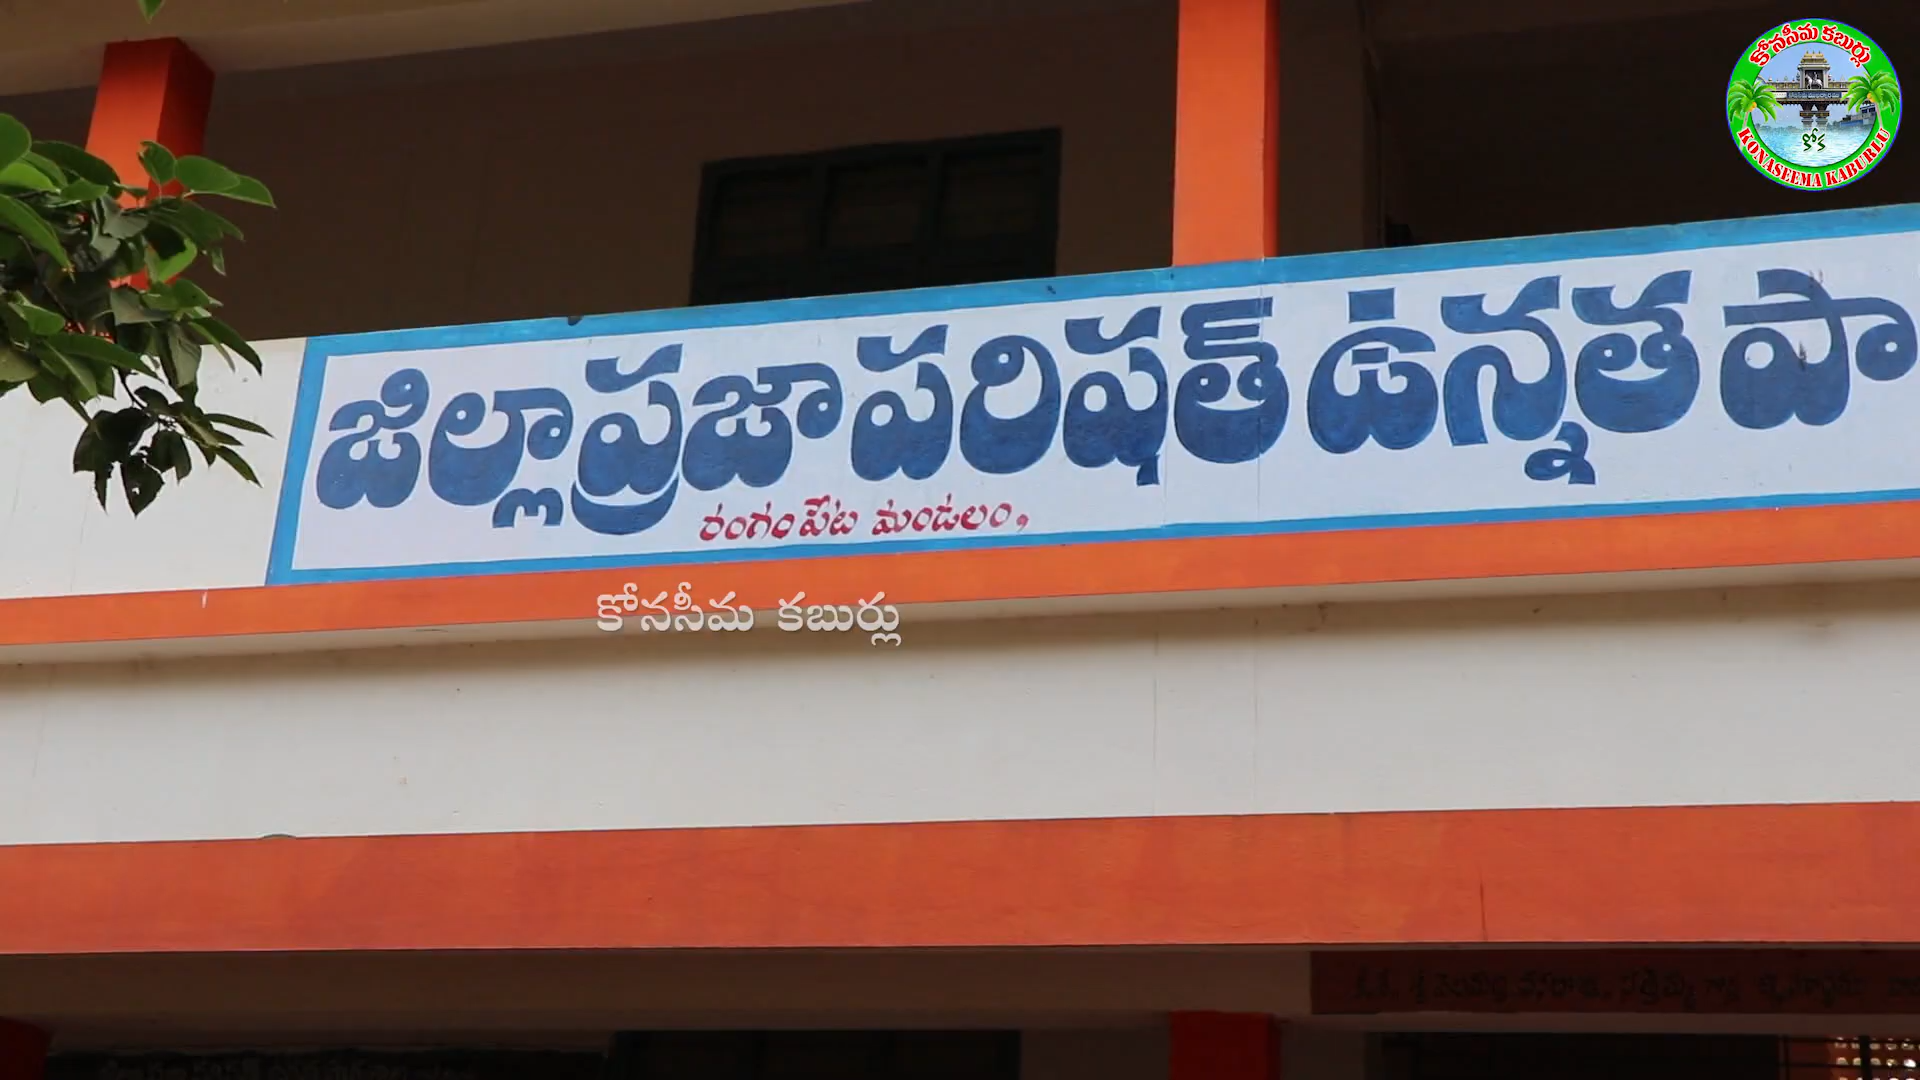 కోనసీమ కబుర్లు
కోక
KONASEEMA KABURLU
జిల్లా ప్రజా పరిషత్ ఉన్నత పా
రంగంపేట మండలం,
కోనసీమ కబుర్లు